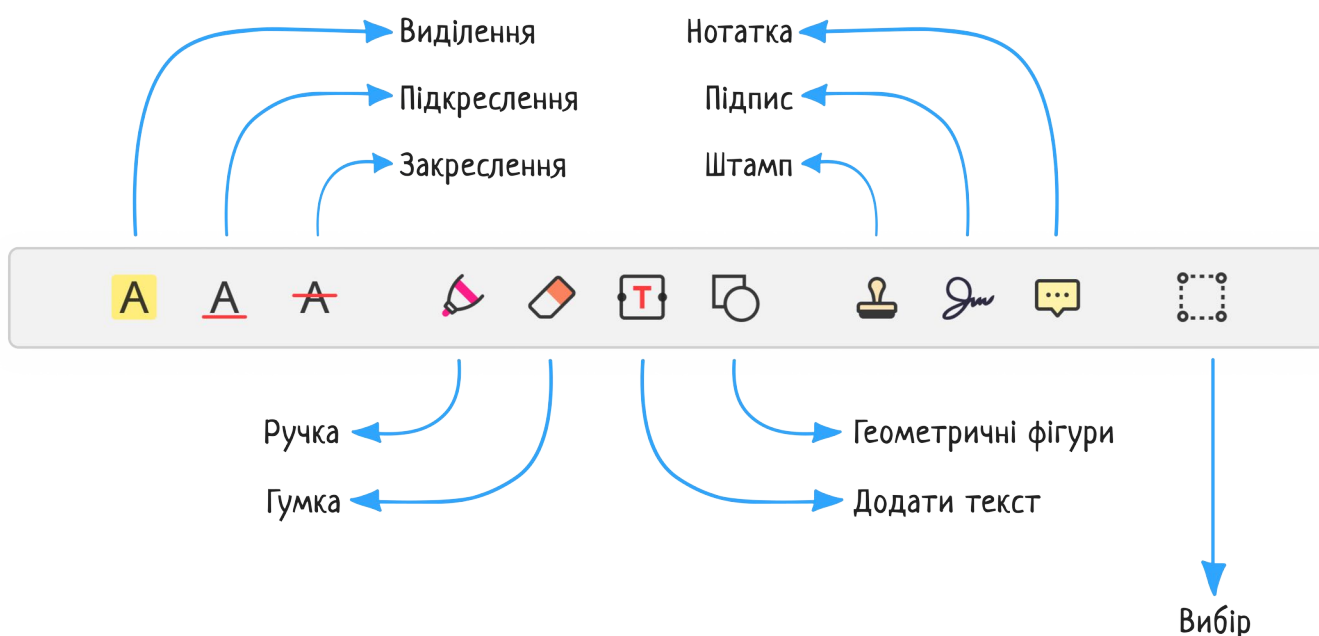 Виділення
Нотатка
Підкреслення
Підпис
Закреслення
Штамп
A
A
A
T
Ручка
Геометричні фігури
Гумка
Додати текст
Вибір